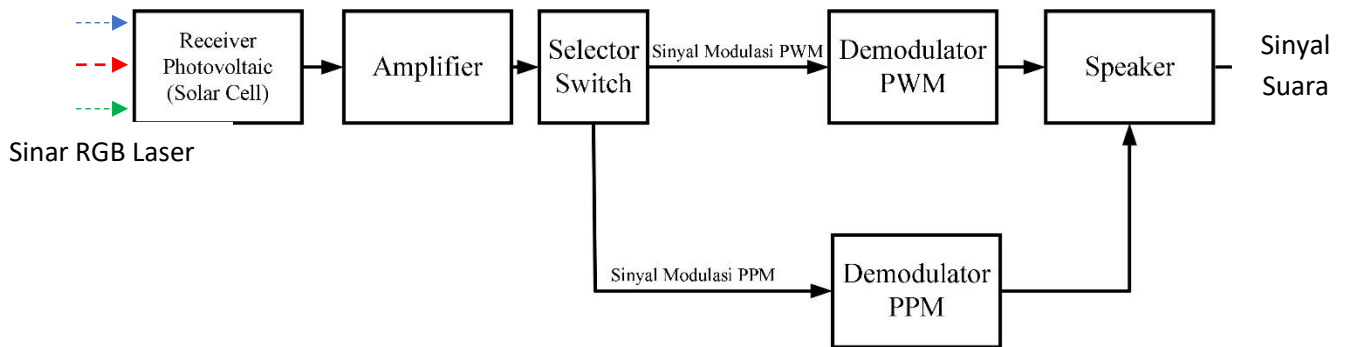 Receiver
Photovoltaic
(Solar Cell)
Amplifier
Selector
Switch
Sinyal Modulasi PWM
Demodulator
PWM
Speaker
Sinyal
Suara
Sinar RGB Laser
Sinyal Modulasi PPM
Demodulator
PPM